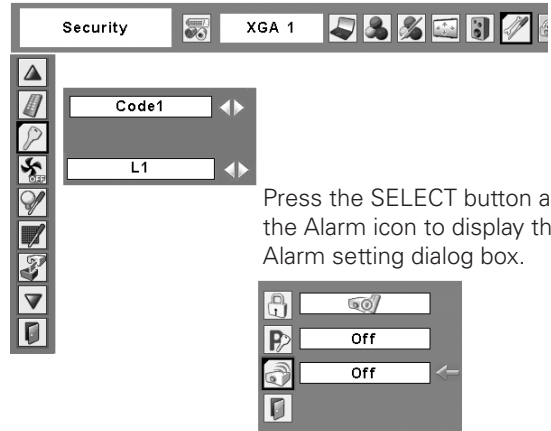 Security
XGA 1
Code1
OFF
L1
Press the SELECT button a
the Alarm icon to display th
Alarm setting dialog box.
P
Off
Off